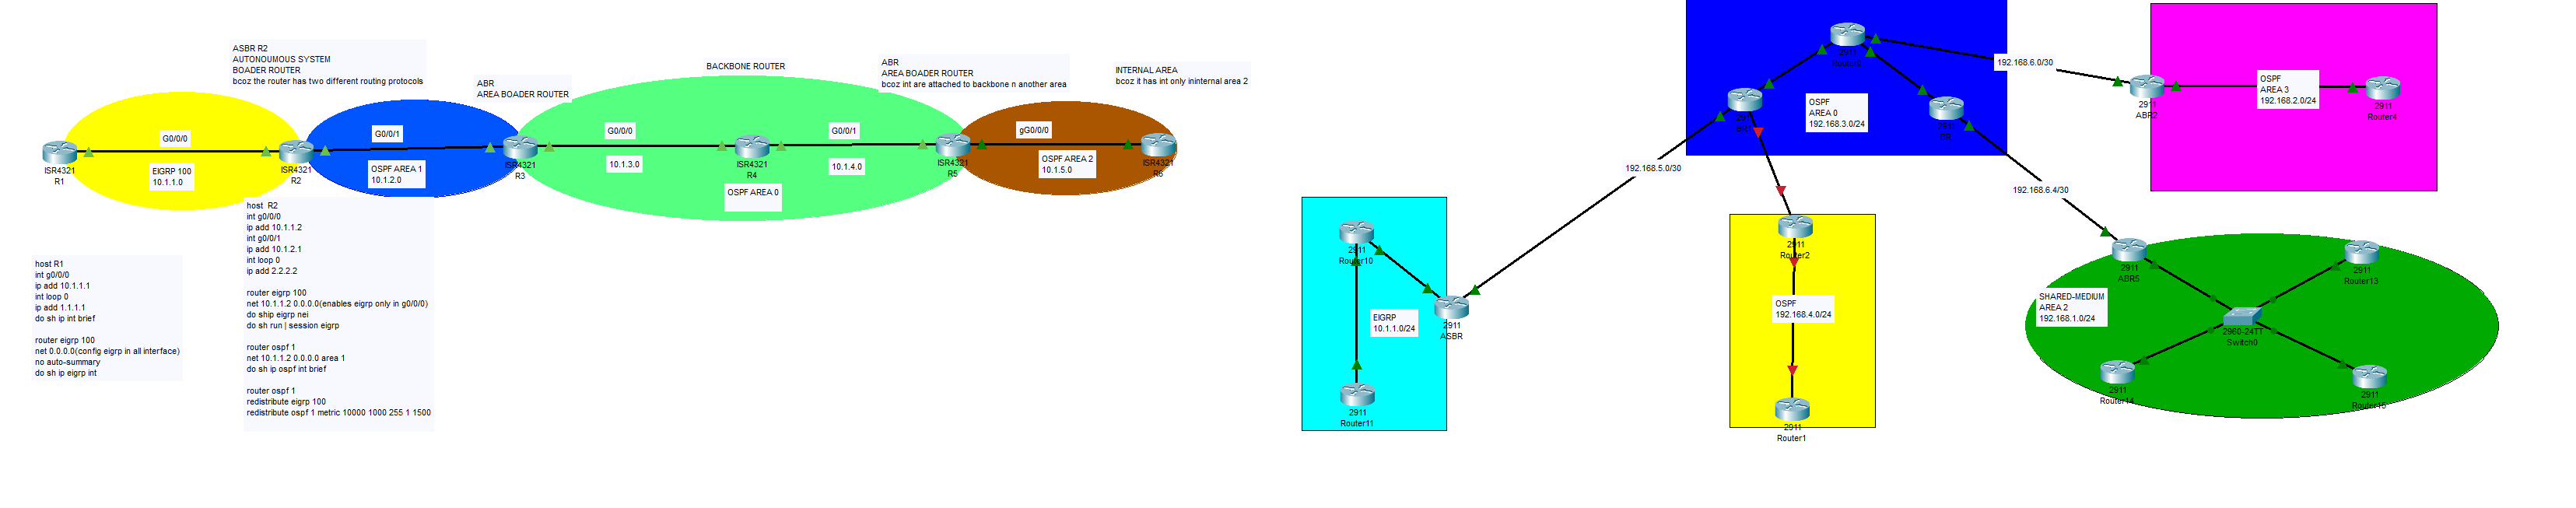 ASBR R2
AUTONOUMOUS SYSTEM
BOADER ROUTER
bcoz the router has two different routing protocols
ABR
AREA BOADER ROUTER
BACKBONE ROUTER
ABR
AREA BOADER ROUTER
bcoz int are attached to backbone n another area
INTERNAL AREA
bcoz it has int only ininternal area 2
G0/0/0
G0/0/1
G0/0/0
G0/0/1
gG0/0/0
ISR4321
R1
EIGRP 100
10.1.1.0
ISR4321
R2
OSPF AREA 1
10.1.2.0
ISR4321
R3
10.1.3.0
ISR4321
R4
OSPF AREA 0
10.1.4.0
ISR4321
R5
OSPF AREA 2
10.1.5.0
ISR4321
R6
host R1
int g0/0/0
ip add 10.1.1.1
int loop 0
ip add 1.1.1.1
do sh ip int brief
router eigrp 100
net 0.0.0.0(config eigrp in all interface)
no auto-summary
do sh ip eigrp int
host  R2
int g0/0/0
ip add 10.1.1.2
int g0/0/1
ip add 10.1.2.1
int loop 0
ip add 2.2.2.2
router eigrp 100
net 10.1.1.2 0.0.0.0(enables eigrp only in g0/0/0)
do ship eigrp nei
do sh run | session eigrp
router ospf 1
net 10.1.1.2 0.0.0.0 area 1
do sh ip ospf int brief
router ospf 1
redistribute eigrp 100
redistribute ospf 1 metric 10000 1000 255 1 1500
2911
Router0
OSPF
AREA 0
192.168.3.0/24
2911
192.168.6.0/30
2911
ABR2
OSPF
AREA 3
192.168.2.0/24
2911
Router4
192.168.5.0/30
192.168.6.4/30
2911
Router10
EIGRP
10.1.1.0/24
2911
ASBR
2911
Router11
2911
Router2
OSPF
192.168.4.0/24
2911
Router1
2911
ABR5
SHARED-MEDIUM
AREA 2
192.168.1.0/24
2911
Router13
2960-24TT
Switch0
2911
Router14
2911
Router15